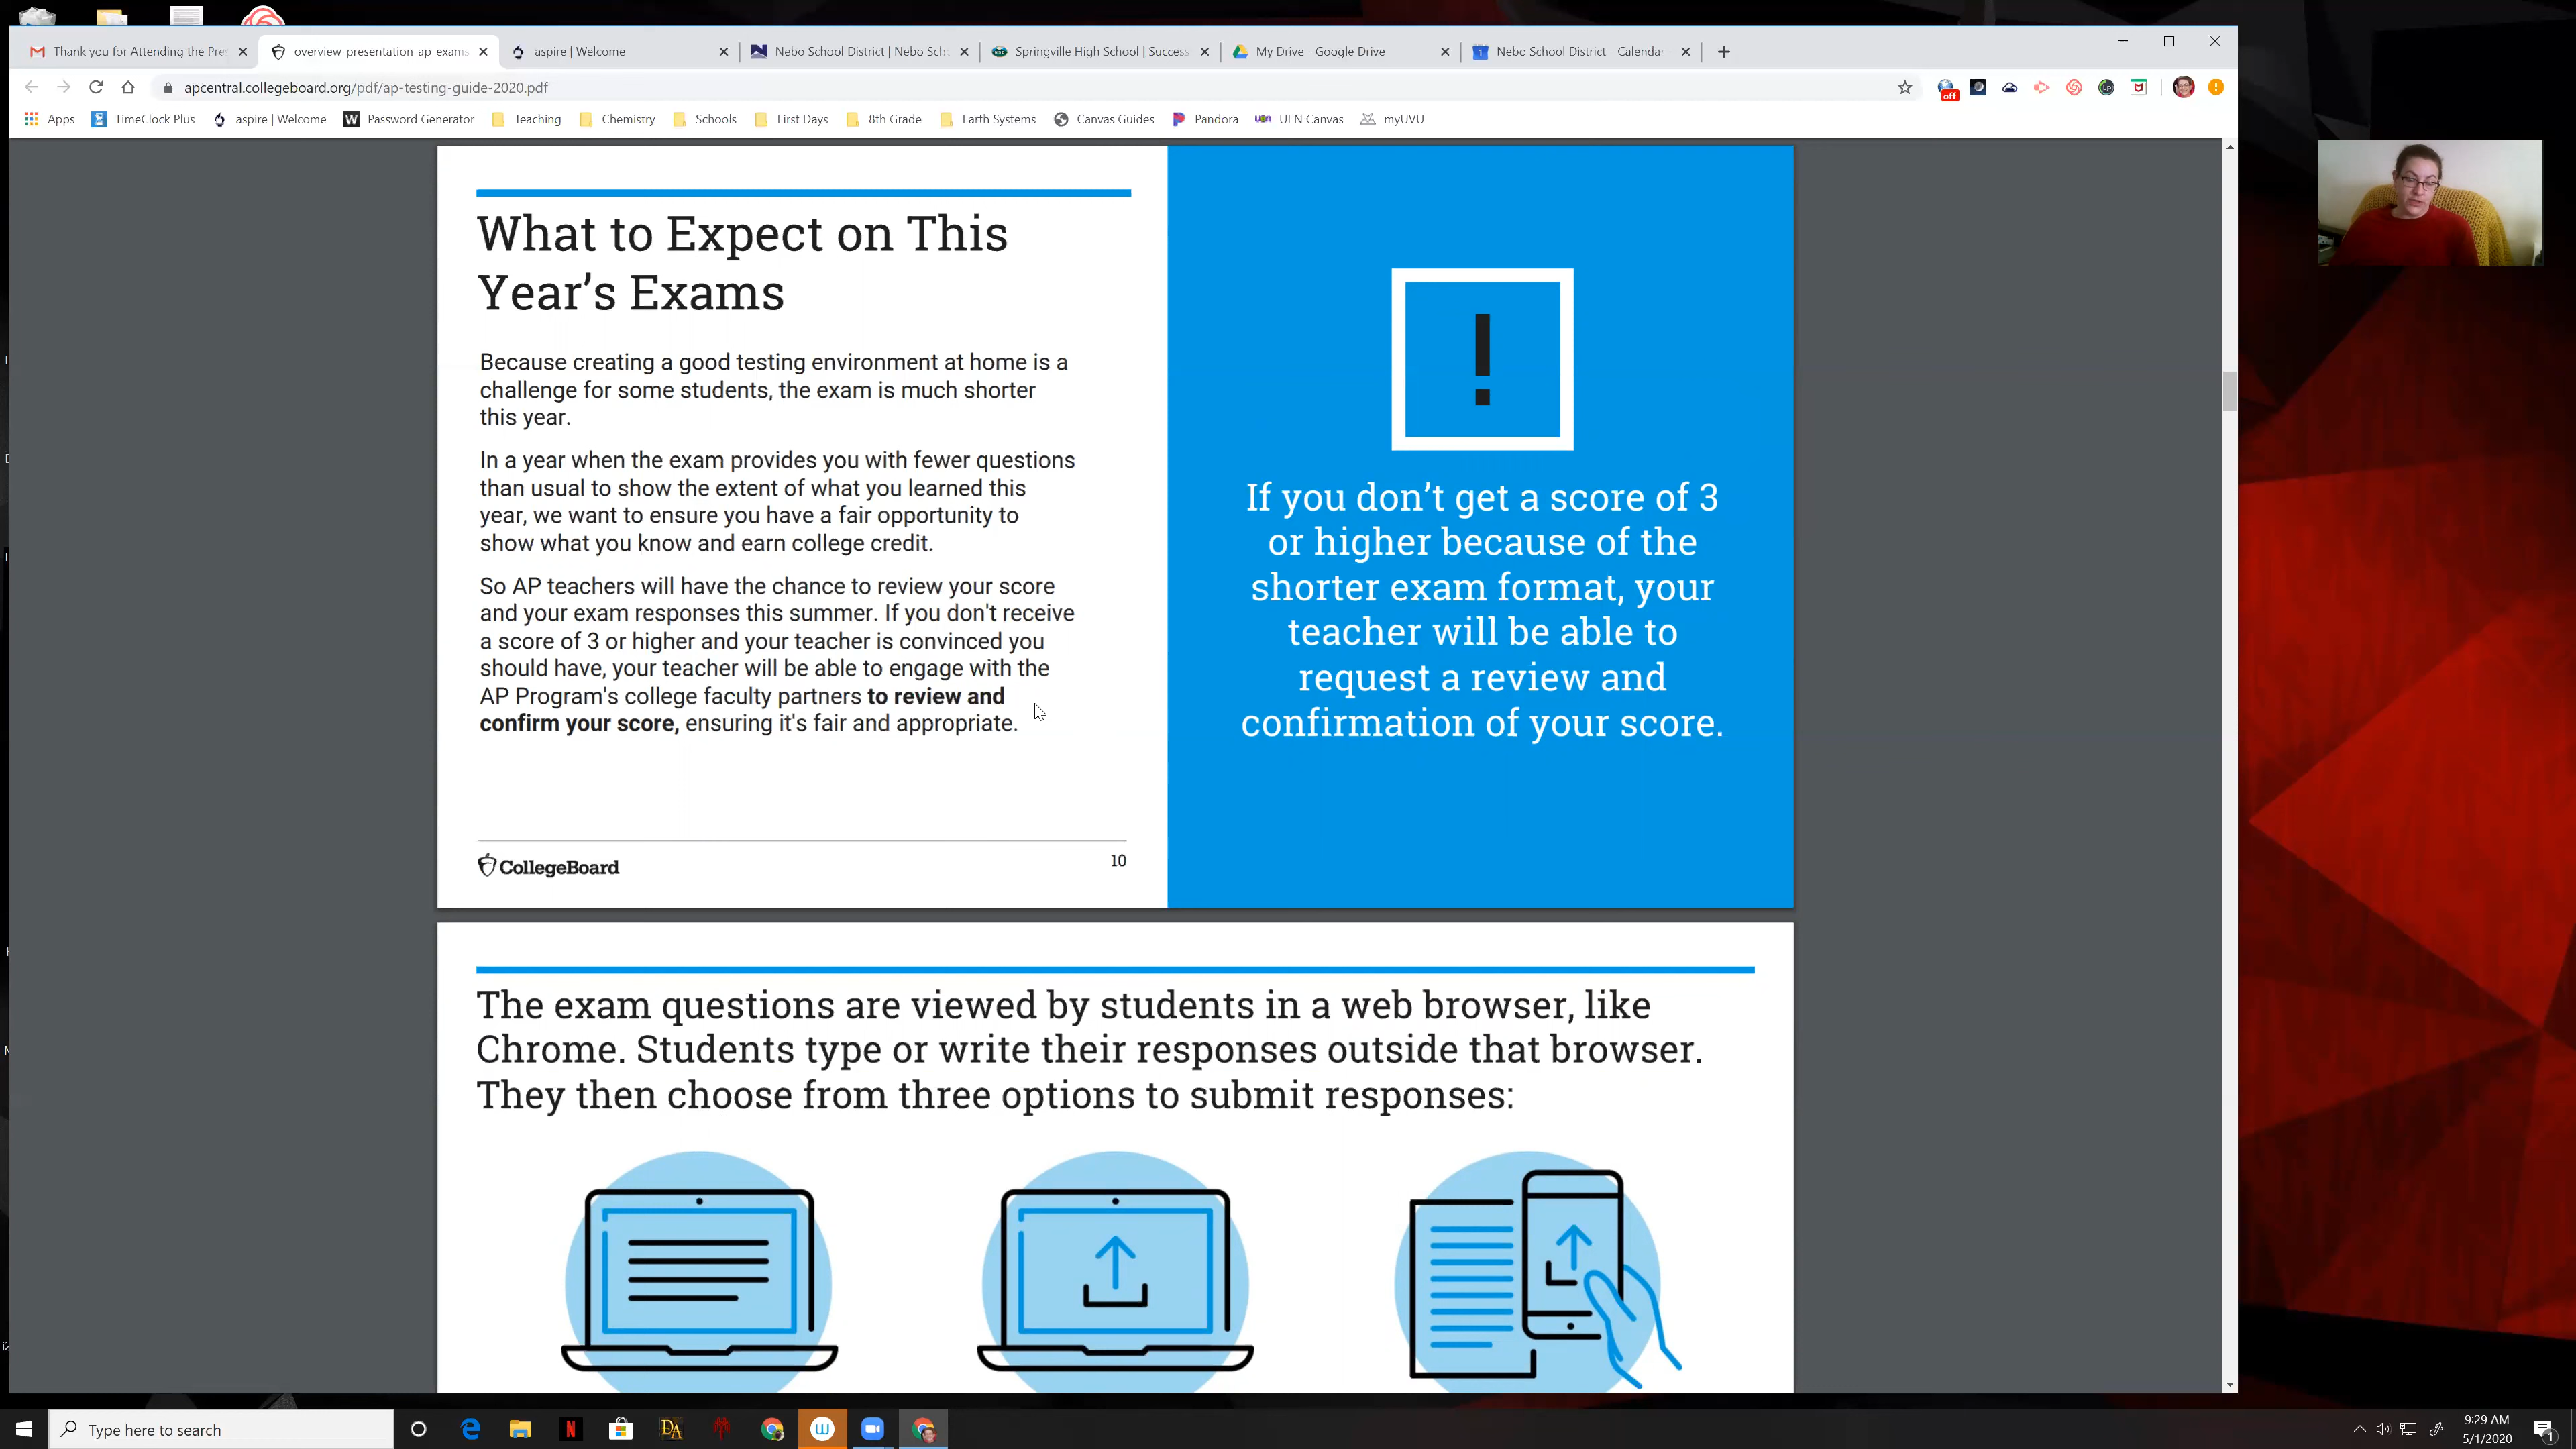 Thank you for Attending the Pre
overview-presentation-ap-exams
aspire | Welcome
Nebo School District | Nebo Scho
Springville High School | Success
My Drive - Google Drive
Nebo School District - Calendar -
apcentral.collegeboard.org/pdf/ap-testing-guide-2020.pdf
off
Apps
TimeClock Plus
aspire | Welcome
Password Generator
Teaching
Chemistry
Schools
First Days
8th Grade
Earth Systems
Canvas Guides
Pandora
UEN Canvas
myUVU
What to Expect on This
Year’s Exams
Because creating a good testing environment at home is a
challenge for some students, the exam is much shorter
this year.
In a year when the exam provides you with fewer questions
than usual to show the extent of what you learned this
year, we want to ensure you have a fair opportunity to
show what you know and earn college credit.
So AP teachers will have the chance to review your score
and your exam responses this summer. If you don't receive
a score of 3 or higher and your teacher is convinced you
should have, your teacher will be able to engage with the
AP Program's college faculty partners to review and
confirm your score, ensuring it's fair and appropriate.
CollegeBoard
10
!
If you don’t get a score of 3
or higher because of the
shorter exam format, your
teacher will be able to
request a review and
confirmation of your score.
The exam questions are viewed by students in a web browser, like
Chrome. Students type or write their responses outside that browser.
They then choose from three options to submit responses:
Type here to search
9:29 AM
5/1/2020
1